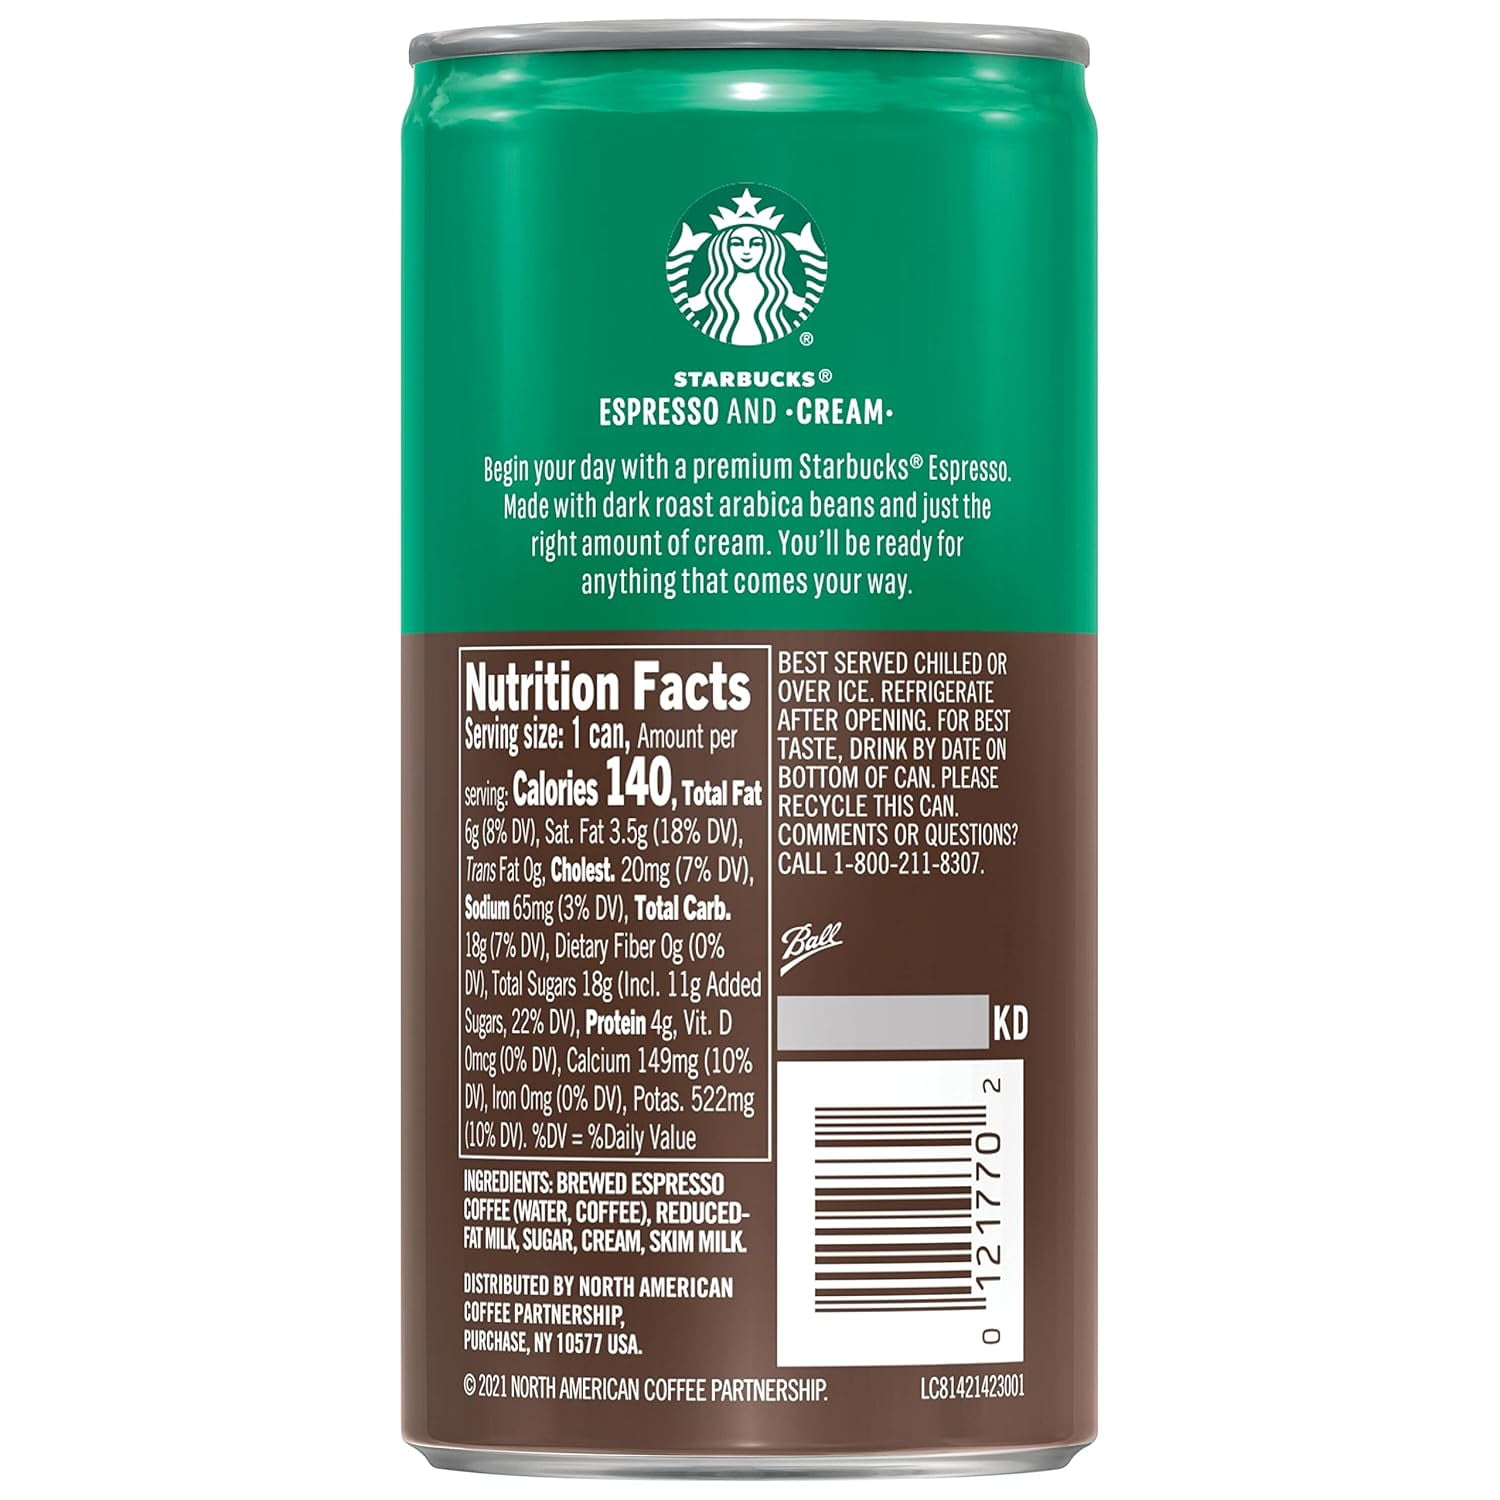 STARBUCKS®
ESPRESSO AND •CREAM•
Begin your day with a premium Starbucks® Espresso.
Made with dark roast arabica beans and just the
right amount of cream. You'll be ready for
anything that comes your way.
Nutrition Facts
Serving size: 1 can, Amount per
serving: Calories 140, Total Fat
6g (8% DV), Sat. Fat 3.5g (18% DV),
Trans Fat 0g, Cholest. 20mg (7% DV),
Sodium 65mg (3% DV), Total Carb.
18g (7% DV), Dietary Fiber 0g (0%
DV), Total Sugars 18g (Incl. 11g Added
Sugars, 22% DV), Protein 4g, Vit. D
0mcg (0% DV), Calcium 149mg (10%
DV), Iron 0mg (0% DV), Potas. 522mg
(10% DV). %DV = %Daily Value
INGREDIENTS: BREWED ESPRESSO
COFFEE (WATER, COFFEE), REDUCED-
FAT MILK, SUGAR, CREAM, SKIM MILK.
DISTRIBUTED BY NORTH AMERICAN
COFFEE PARTNERSHIP,
PURCHASE, NY 10577 USA.
© 2021 NORTH AMERICAN COFFEE PARTNERSHIP.
BEST SERVED CHILLED OR
OVER ICE. REFRIGERATE
AFTER OPENING. FOR BEST
TASTE, DRINK BY DATE ON
BOTTOM OF CAN. PLEASE
RECYCLE THIS CAN.
COMMENTS OR QUESTIONS?
CALL 1-800-211-8307.
Ball
KD
0 121770 2
LC81421423001
®